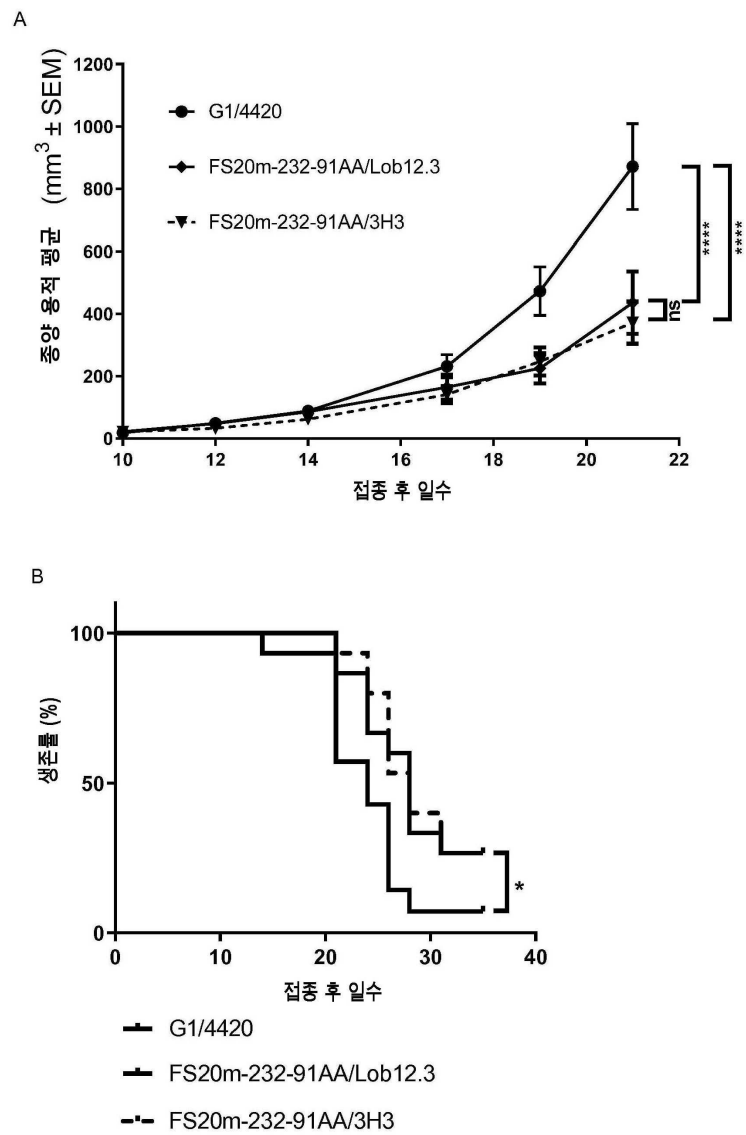 A
종양 용적 평균 (mm³ ± SEM)
1200
1000
800
600
400
200
0
G1/4420
FS20m-232-91AA/Lob12.3
FS20m-232-91AA/3H3
****
****
ns
10
12
14
16
18
20
22
접종 후 일수
B
생존률 (%)
100
50
0
*
0
10
20
30
40
접종 후 일수
G1/4420
FS20m-232-91AA/Lob12.3
FS20m-232-91AA/3H3